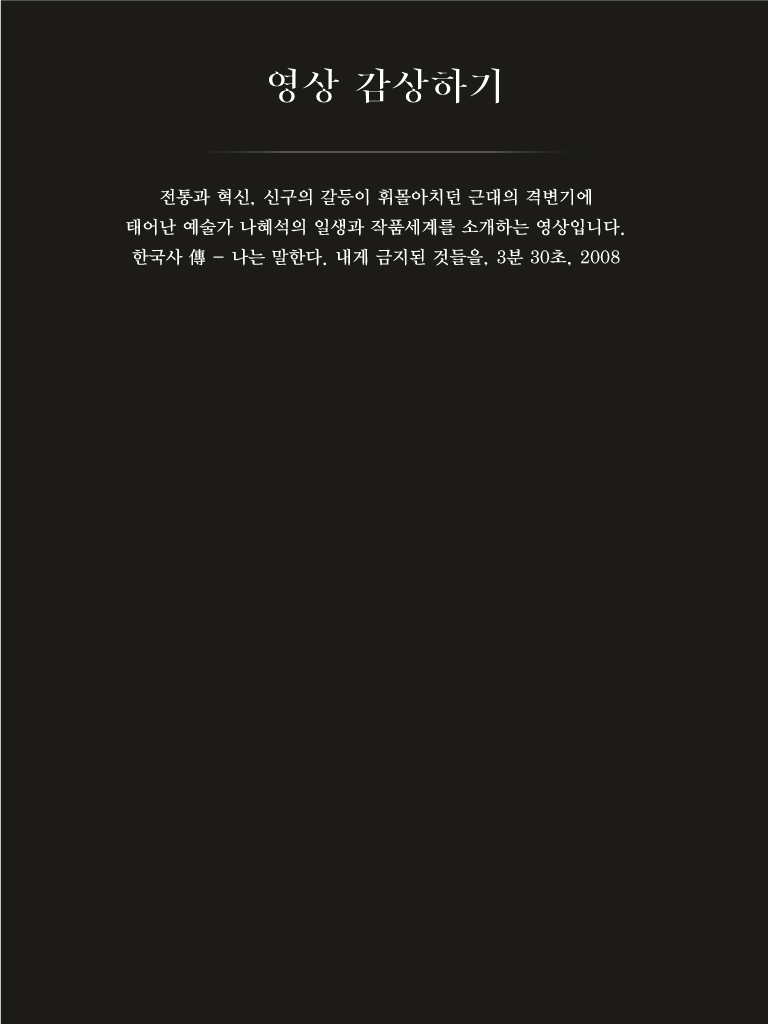 영상 감상하기
전통과 혁신, 신구의 갈등이 휘몰아치던 근대의 격변기에
태어난 예술가 나혜석의 일생과 작품세계를 소개하는 영상입니다.
한국사 傳 – 나는 말한다. 내게 금지된 것들을, 3분 30초, 2008